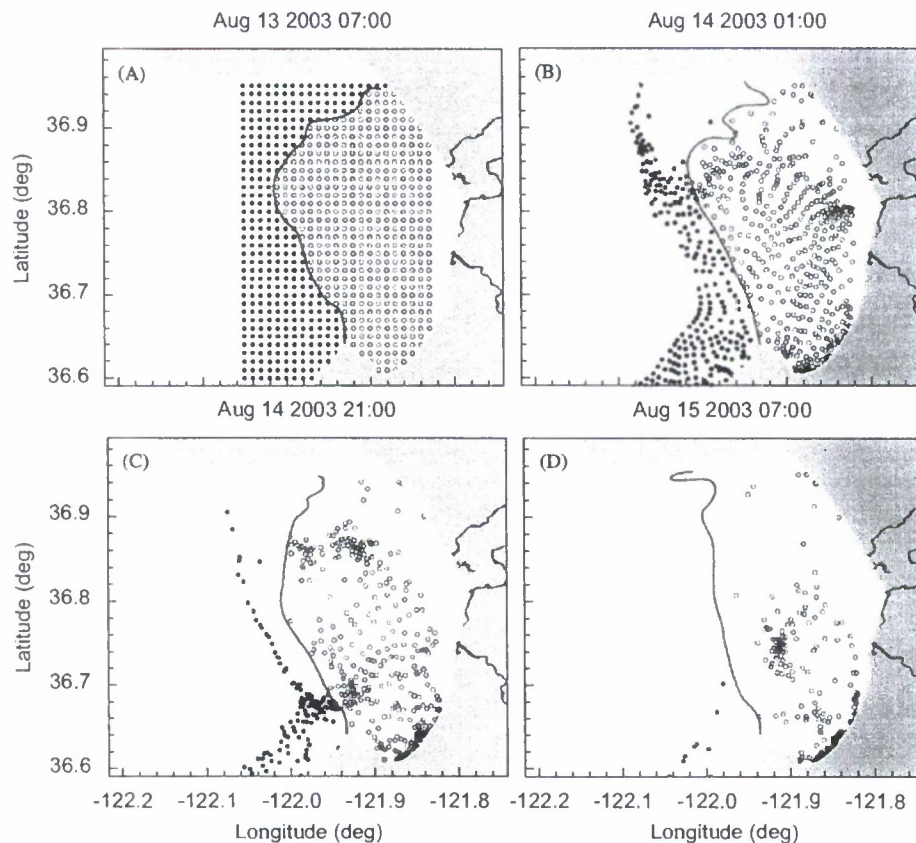 Aug 13 2003 07:00
Aug 14 2003 01:00
(A)
(B)
36.9
36.8
36.7
36.6
Latitude (deg)
Aug 14 2003 21:00
Aug 15 2003 07:00
(C)
(D)
36.9
36.8
36.7
36.6
Latitude (deg)
-122.2 -122.1 -122.0 -121.9 -121.8
-122.2 -122.1 -122.0 -121.9 -121.8
Longitude (deg)
Longitude (deg)